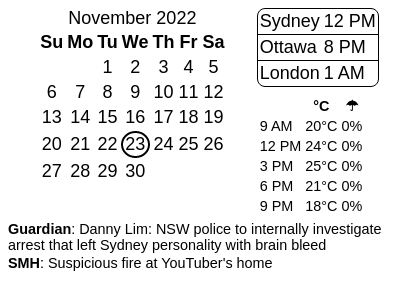 November 2022
Su Mo Tu We Th Fr Sa
1 2 3 4 5
6 7 8 9 10 11 12
13 14 15 16 17 18 19
20 21 22 23 24 25 26
27 28 29 30
Sydney 12 PM
Ottawa 8 PM
London 1 AM
°C ☂
9 AM 20°C 0%
12 PM 24°C 0%
3 PM 25°C 0%
6 PM 21°C 0%
9 PM 18°C 0%
Guardian: Danny Lim: NSW police to internally investigate
arrest that left Sydney personality with brain bleed
SMH: Suspicious fire at YouTuber's home